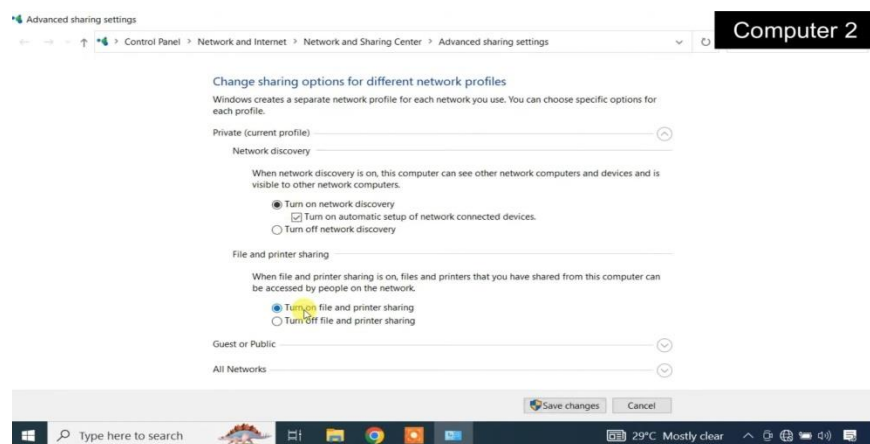 Advanced sharing settings
Computer 2
Control Panel > Network and Internet > Network and Sharing Center > Advanced sharing settings
Change sharing options for different network profiles
Windows creates a separate network profile for each network you use. You can choose specific options for
each profile.
Private (current profile)
Network discovery
When network discovery is on, this computer can see other network computers and devices and is
visible to other network computers.
Turn on network discovery
Turn on automatic setup of network connected devices.
Turn off network discovery
File and printer sharing
When file and printer sharing is on, files and printers that you have shared from this computer can
be accessed by people on the network.
Turn on file and printer sharing
Turn off file and printer sharing
Guest or Public
All Networks
Save changes Cancel
Type here to search 29°C Mostly clear